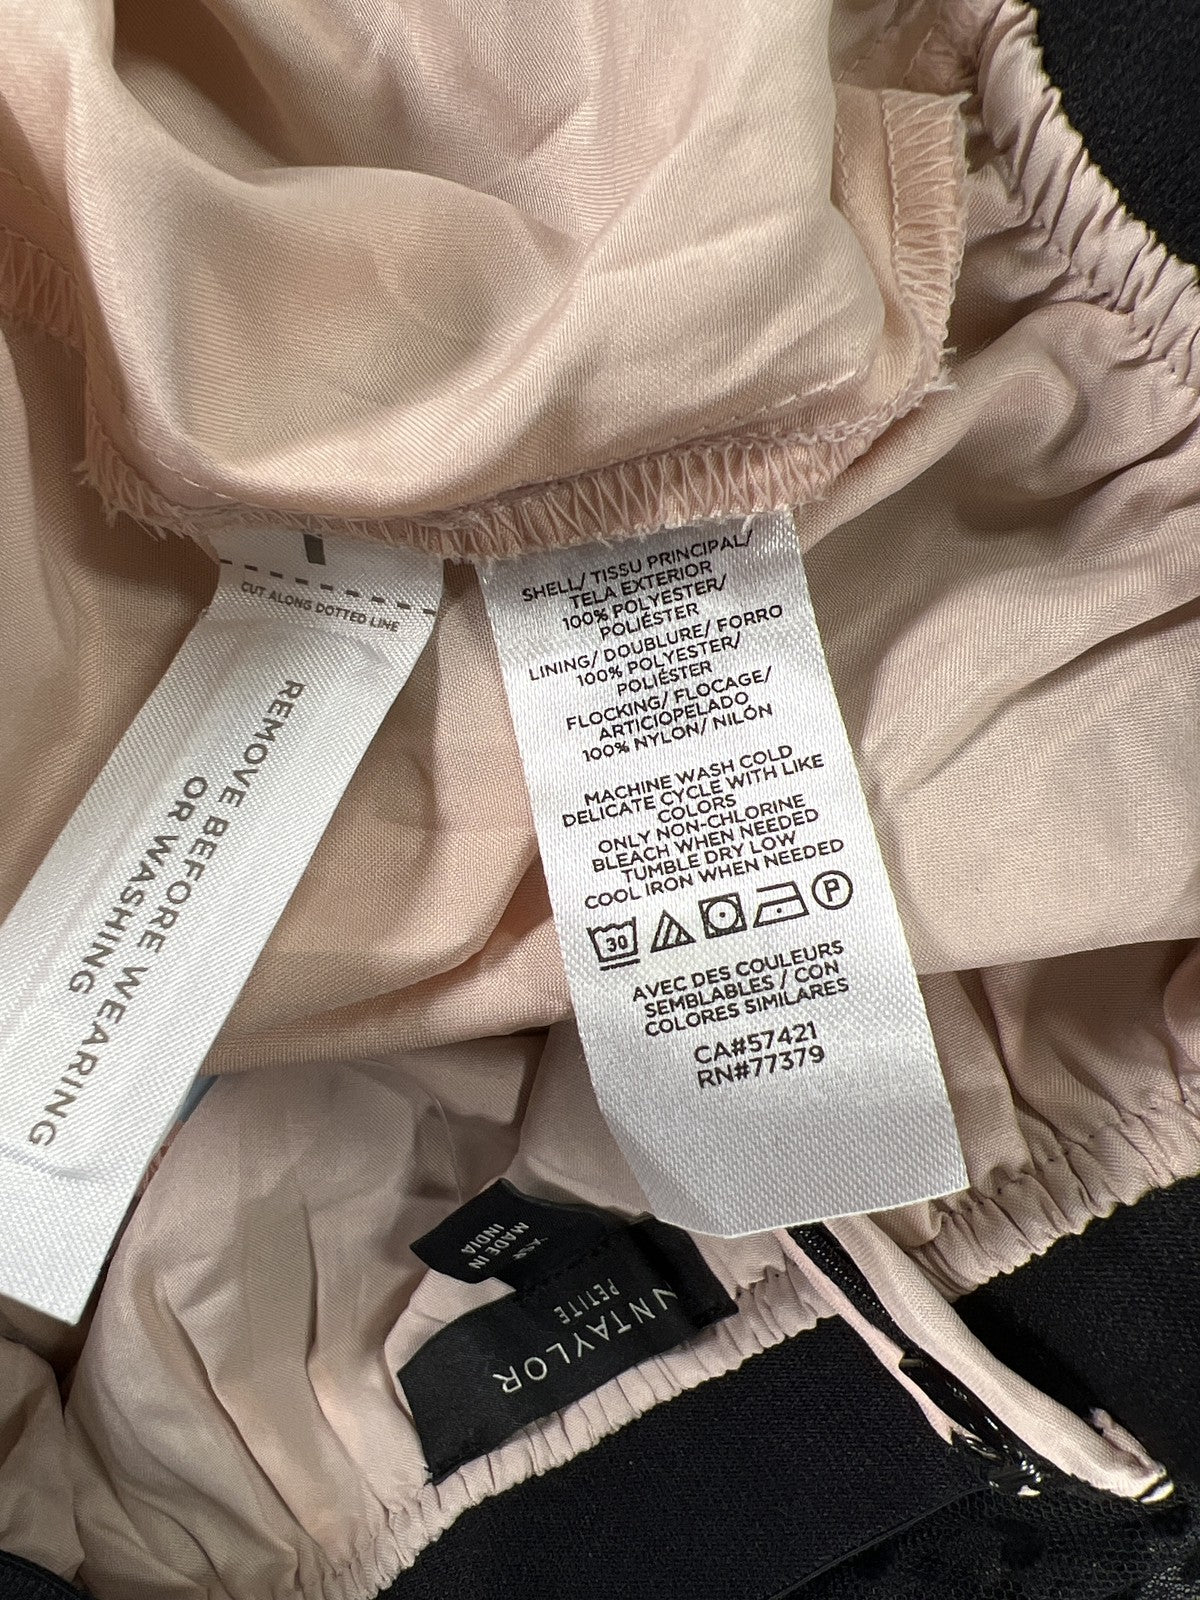 CUT ALONG DOTTED LINE
REMOVE BEFORE WEARING
OR WASHING
SHELL/ TISSU PRINCIPAL/
TELA EXTERIOR
100% POLYESTER/
POLIÉSTER
LINING/ DOUBLURE/ FORRO
100% POLYESTER/
POLIÉSTER
FLOCKING/ FLOCAGE/
ARTICIOPELADO
100% NYLON/ NILÓN
MACHINE WASH COLD
DELICATE CYCLE WITH LIKE
COLORS
ONLY NON-CHLORINE
BLEACH WHEN NEEDED
TUMBLE DRY LOW
COOL IRON WHEN NEEDED
30 P
AVEC DES COULEURS
SEMBLABLES / CON
COLORES SIMILARES
CA#57421
RN#77379
MADE IN
INDIA
NTAYLOR
PETITE